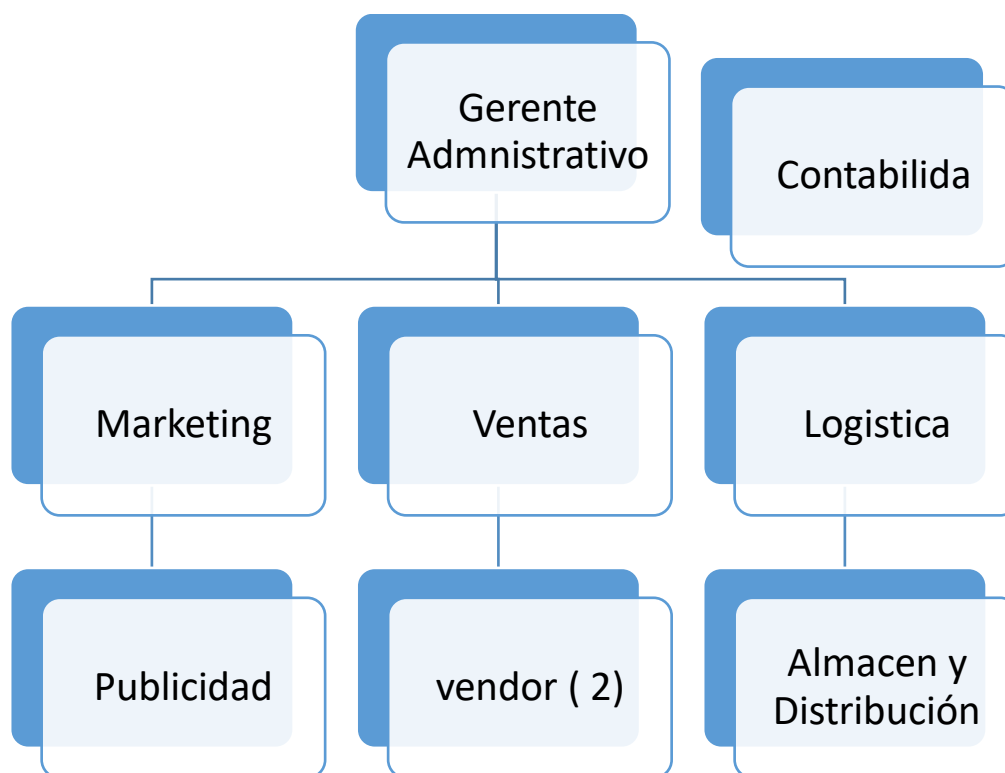 Gerente
Admnistrativo
Contabilida
Marketing
Ventas
Logistica
Publicidad
vendor ( 2)
Almacen y
Distribución